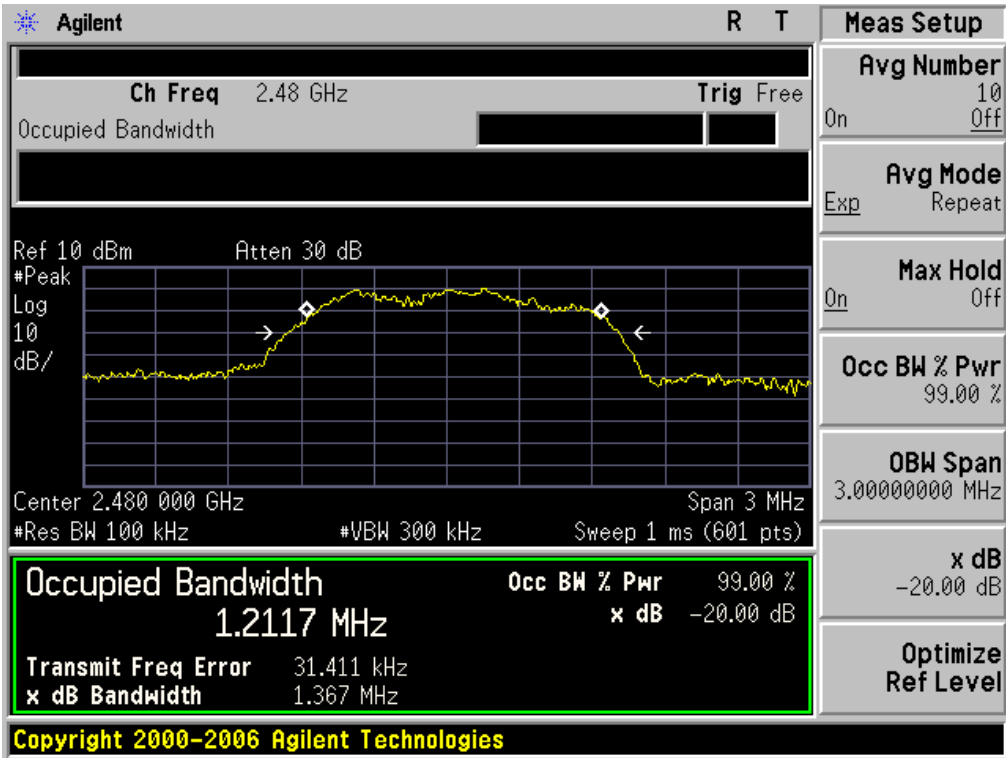 Agilent R T
Ch Freq 2.48 GHz Trig Free
Occupied Bandwidth
Ref 10 dBm Atten 30 dB
#Peak
Log
10
dB/
Center 2.480 000 GHz Span 3 MHz
#Res BW 100 kHz #VBW 300 kHz Sweep 1 ms (601 pts)
Occupied Bandwidth Occ BW % Pwr 99.00 %
1.2117 MHz x dB -20.00 dB
Transmit Freq Error 31.411 kHz
x dB Bandwidth 1.367 MHz
Copyright 2000-2006 Agilent Technologies
Meas Setup
Avg Number
10
On Off
Avg Mode
Exp Repeat
Max Hold
On Off
Occ BW % Pwr
99.00 %
OBW Span
3.00000000 MHz
x dB
-20.00 dB
Optimize
Ref Level